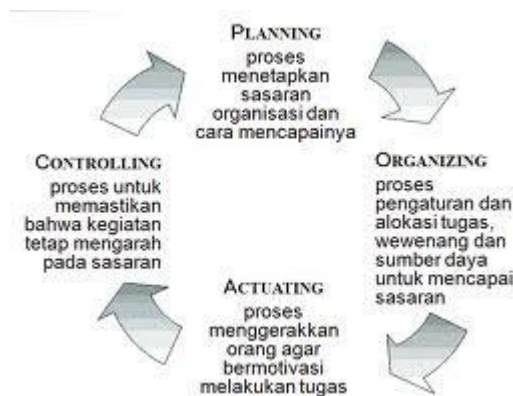 PLANNING
proses
menetapkan
sasaran
organisasi dan
cara mencapainya
ORGANIZING
proses
pengaturan dan
alokasi tugas,
wewenang dan
sumber daya
untuk mencapai
sasaran
ACTUATING
proses
menggerakkan
orang agar
bermotivasi
melakukan tugas
CONTROLLING
proses untuk
memastikan
bahwa kegiatan
tetap mengarah
pada sasaran